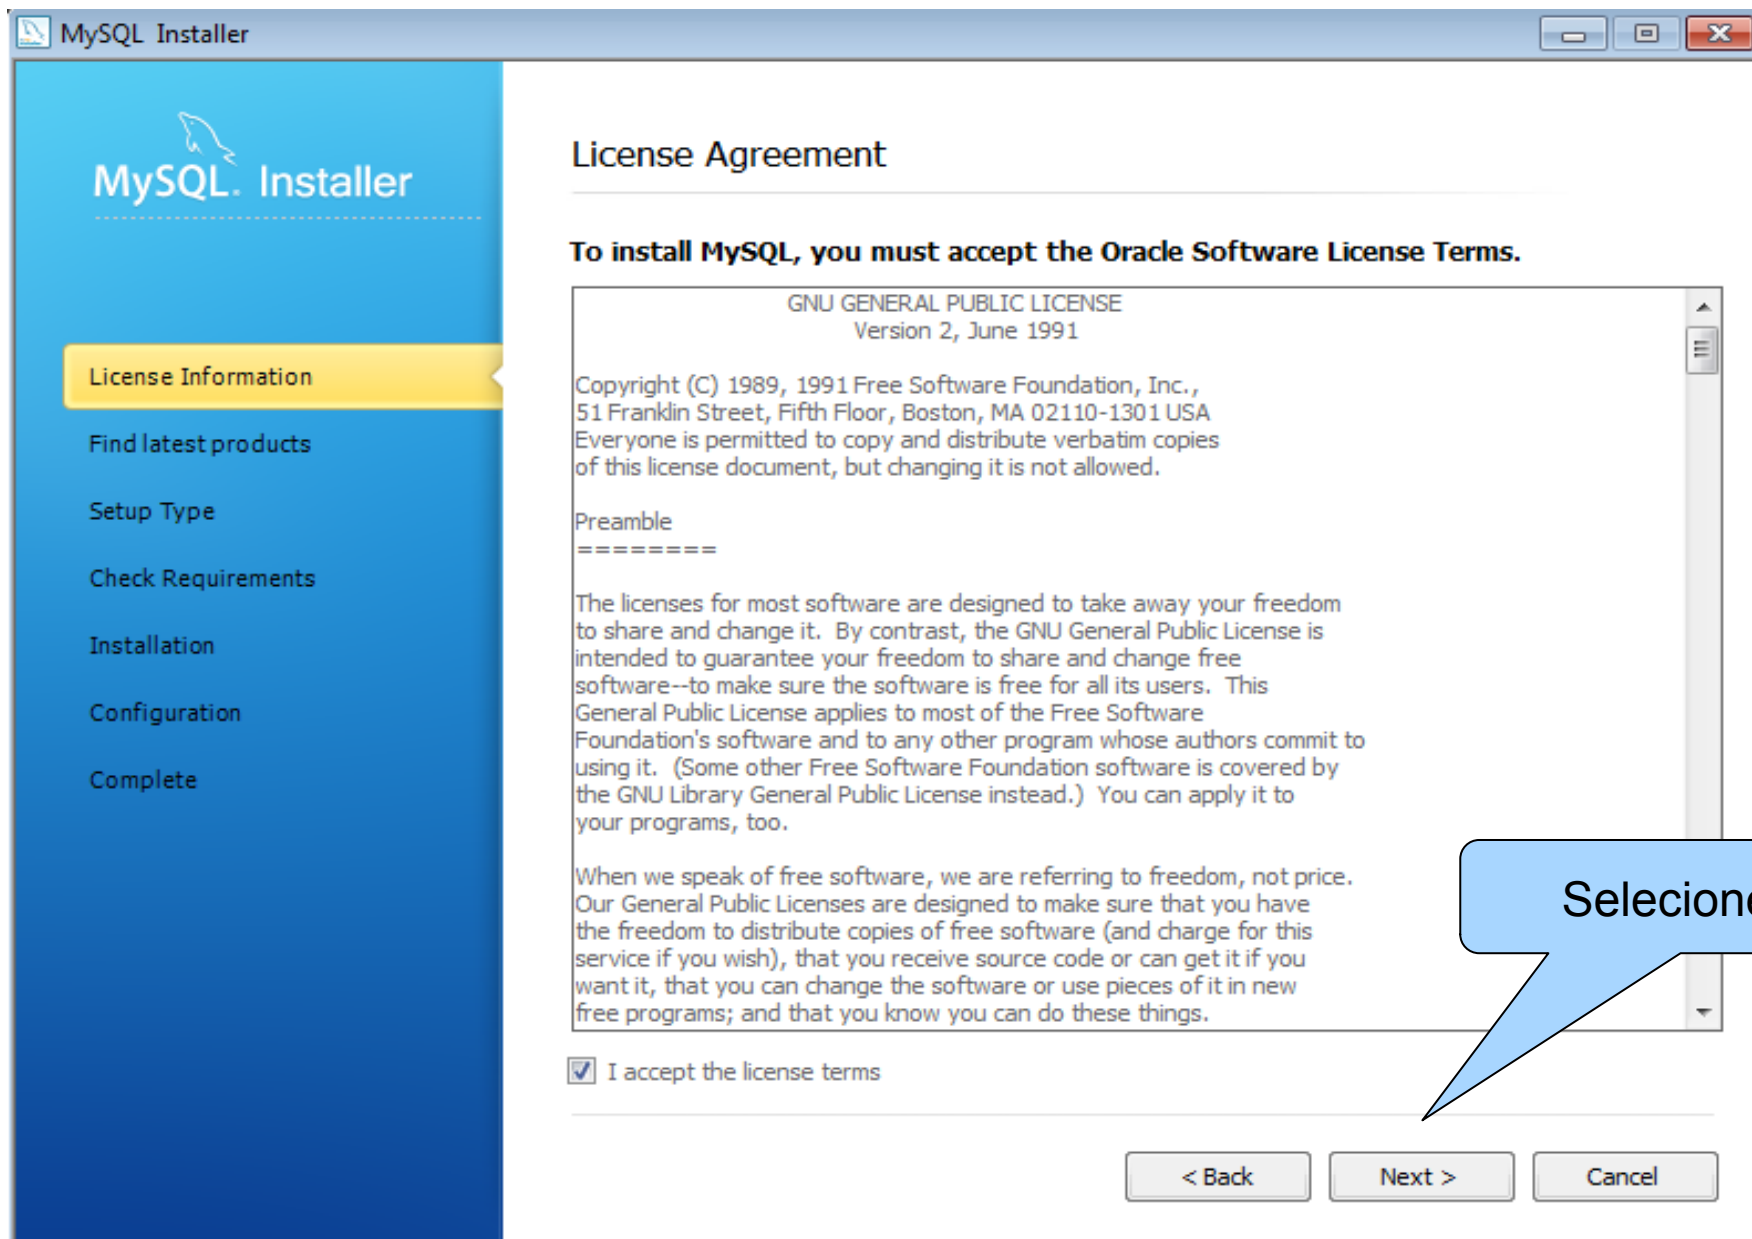 MySQL Installer
MySQL. Installer
License Information
Find latest products
Setup Type
Check Requirements
Installation
Configuration
Complete
License Agreement
To install MySQL, you must accept the Oracle Software License Terms.
GNU GENERAL PUBLIC LICENSE
Version 2, June 1991
Copyright (C) 1989, 1991 Free Software Foundation, Inc.,
51 Franklin Street, Fifth Floor, Boston, MA 02110-1301 USA
Everyone is permitted to copy and distribute verbatim copies
of this license document, but changing it is not allowed.
Preamble
========
The licenses for most software are designed to take away your freedom
to share and change it.  By contrast, the GNU General Public License is
intended to guarantee your freedom to share and change free
software--to make sure the software is free for all its users.  This
General Public License applies to most of the Free Software
Foundation's software and to any other program whose authors commit to
using it.  (Some other Free Software Foundation software is covered by
the GNU Library General Public License instead.)  You can apply it to
your programs, too.
When we speak of free software, we are referring to freedom, not price.
Our General Public Licenses are designed to make sure that you have
the freedom to distribute copies of free software (and charge for this
service if you wish), that you receive source code or can get it if you
want it, that you can change the software or use pieces of it in new
free programs; and that you know you can do these things.
Selecione
I accept the license terms
< Back
Next >
Cancel